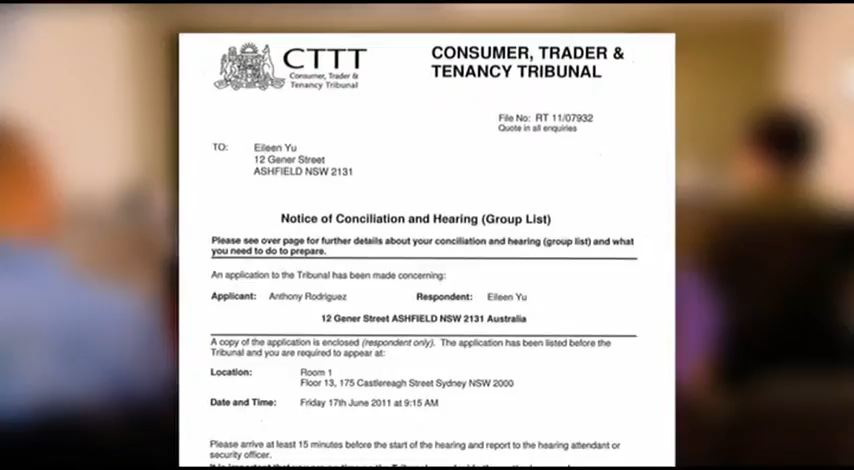 CTTT
Consumer, Trader &
Tenancy Tribunal
CONSUMER, TRADER &
TENANCY TRIBUNAL
File No: RT 11/07932
Quote in all enquiries
TO: Eileen Yu
12 Gener Street
ASHFIELD NSW 2131
Notice of Conciliation and Hearing (Group List)
Please see over page for further details about your conciliation and hearing (group list) and what
you need to do to prepare.
An application to the Tribunal has been made concerning:
Applicant: Anthony Rodriguez Respondent: Eileen Yu
12 Gener Street ASHFIELD NSW 2131 Australia
A copy of the application is enclosed (respondent only). The application has been listed before the
Tribunal and you are required to appear at:
Location: Room 1
Floor 13, 175 Castlereagh Street Sydney NSW 2000
Date and Time: Friday 17th June 2011 at 9:15 AM
Please arrive at least 15 minutes before the start of the hearing and report to the hearing attendant or
security officer.